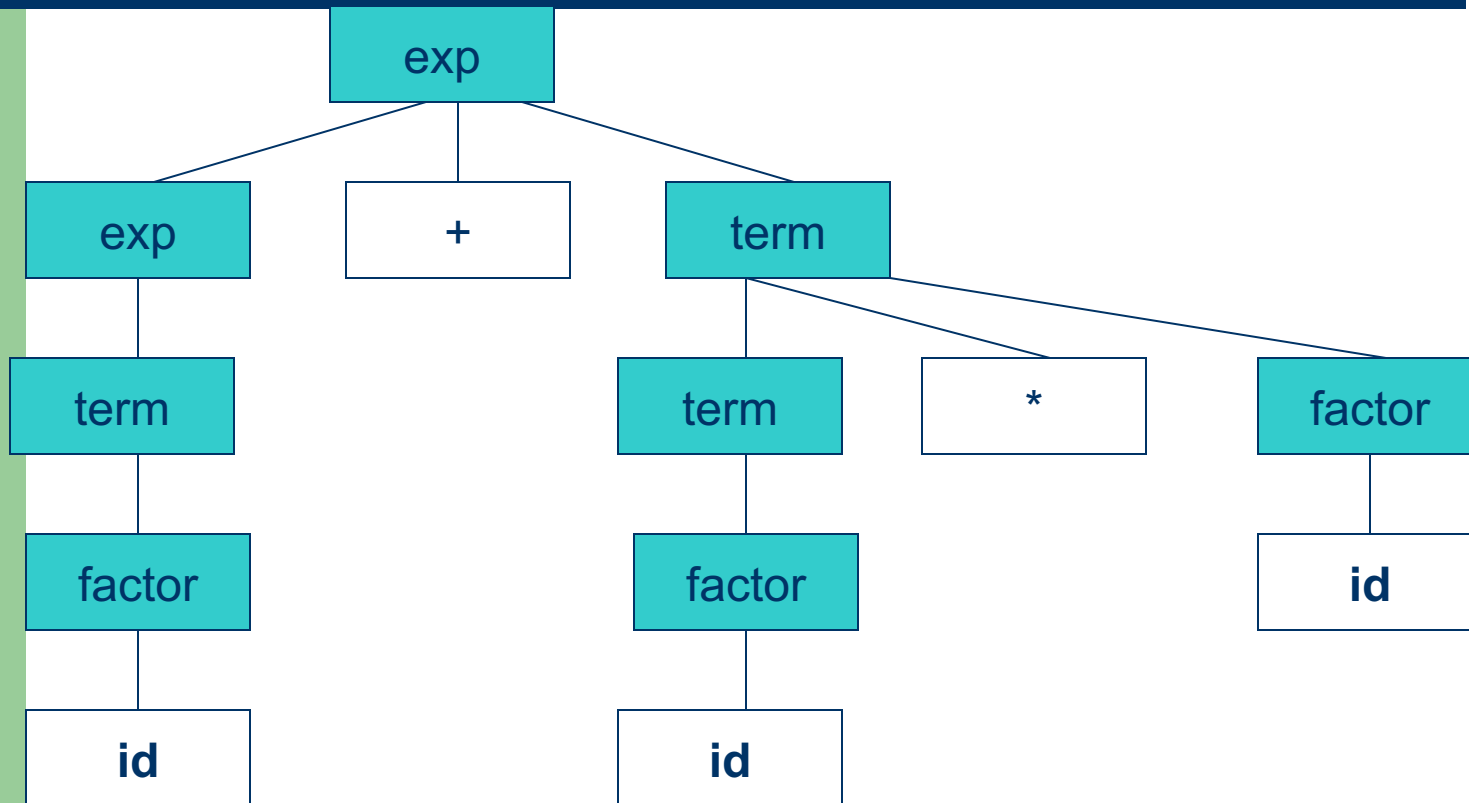 exp
exp + term
term term * factor
factor factor id
id id